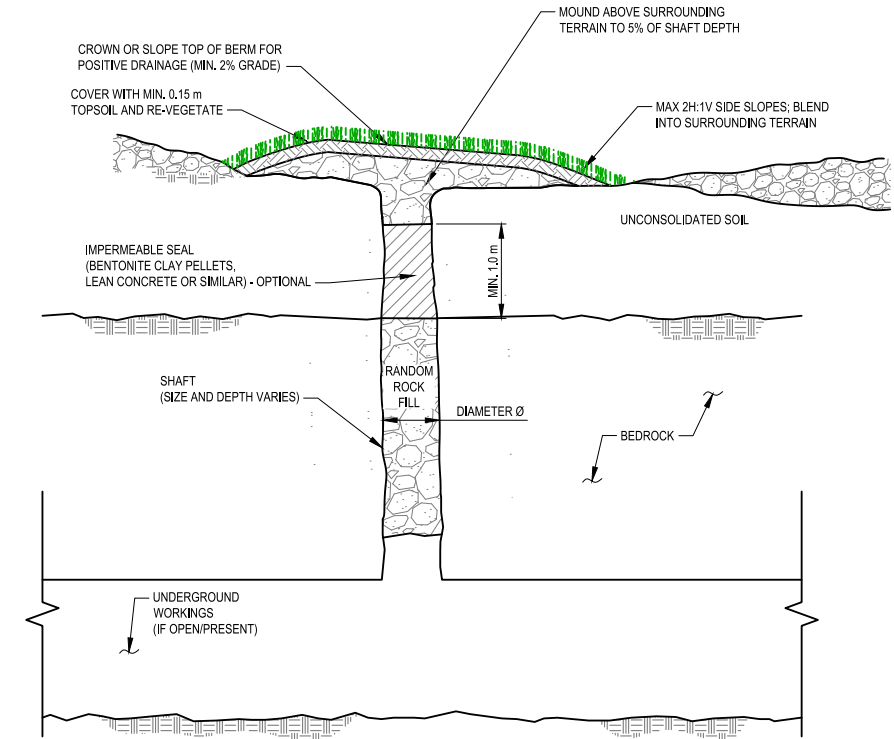 MOUND ABOVE SURROUNDING
TERRAIN TO 5% OF SHAFT DEPTH
CROWN OR SLOPE TOP OF BERM FOR
POSITIVE DRAINAGE (MIN. 2% GRADE)
COVER WITH MIN. 0.15 m
TOPSOIL AND RE-VEGETATE
MAX 2H:1V SIDE SLOPES; BLEND
INTO SURROUNDING TERRAIN
UNCONSOLIDATED SOIL
IMPERMEABLE SEAL
(BENTONITE CLAY PELLETS,
LEAN CONCRETE OR SIMILAR) - OPTIONAL
MIN. 1.0 m
SHAFT
(SIZE AND DEPTH VARIES)
RANDOM
ROCK
FILL
DIAMETER Ø
BEDROCK
UNDERGROUND
WORKINGS
(IF OPEN/PRESENT)